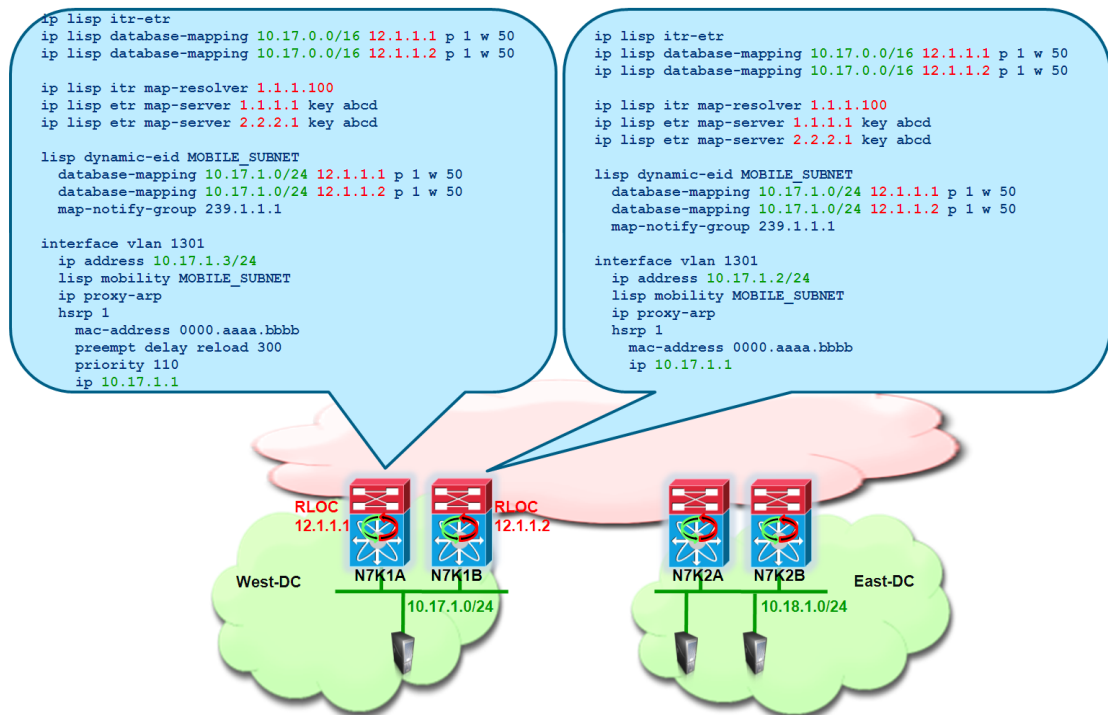 ip lisp itr-etr
ip lisp database-mapping 10.17.0.0/16 12.1.1.1 p 1 w 50
ip lisp database-mapping 10.17.0.0/16 12.1.1.2 p 1 w 50
ip lisp itr map-resolver 1.1.1.100
ip lisp etr map-server 1.1.1.1 key abcd
ip lisp etr map-server 2.2.2.1 key abcd
lisp dynamic-eid MOBILE_SUBNET
database-mapping 10.17.1.0/24 12.1.1.1 p 1 w 50
database-mapping 10.17.1.0/24 12.1.1.2 p 1 w 50
map-notify-group 239.1.1.1
interface vlan 1301
ip address 10.17.1.3/24
lisp mobility MOBILE_SUBNET
ip proxy-arp
hsrp 1
mac-address 0000.aaaa.bbbb
preempt delay reload 300
priority 110
ip 10.17.1.1
ip lisp itr-etr
ip lisp database-mapping 10.17.0.0/16 12.1.1.1 p 1 w 50
ip lisp database-mapping 10.17.0.0/16 12.1.1.2 p 1 w 50
ip lisp itr map-resolver 1.1.1.100
ip lisp etr map-server 1.1.1.1 key abcd
ip lisp etr map-server 2.2.2.1 key abcd
lisp dynamic-eid MOBILE_SUBNET
database-mapping 10.17.1.0/24 12.1.1.1 p 1 w 50
database-mapping 10.17.1.0/24 12.1.1.2 p 1 w 50
map-notify-group 239.1.1.1
interface vlan 1301
ip address 10.17.1.2/24
lisp mobility MOBILE_SUBNET
ip proxy-arp
hsrp 1
mac-address 0000.aaaa.bbbb
ip 10.17.1.1
RLOC
12.1.1.1
RLOC
12.1.1.2
West-DC
N7K1A
N7K1B
N7K2A
N7K2B
East-DC
10.17.1.0/24
10.18.1.0/24